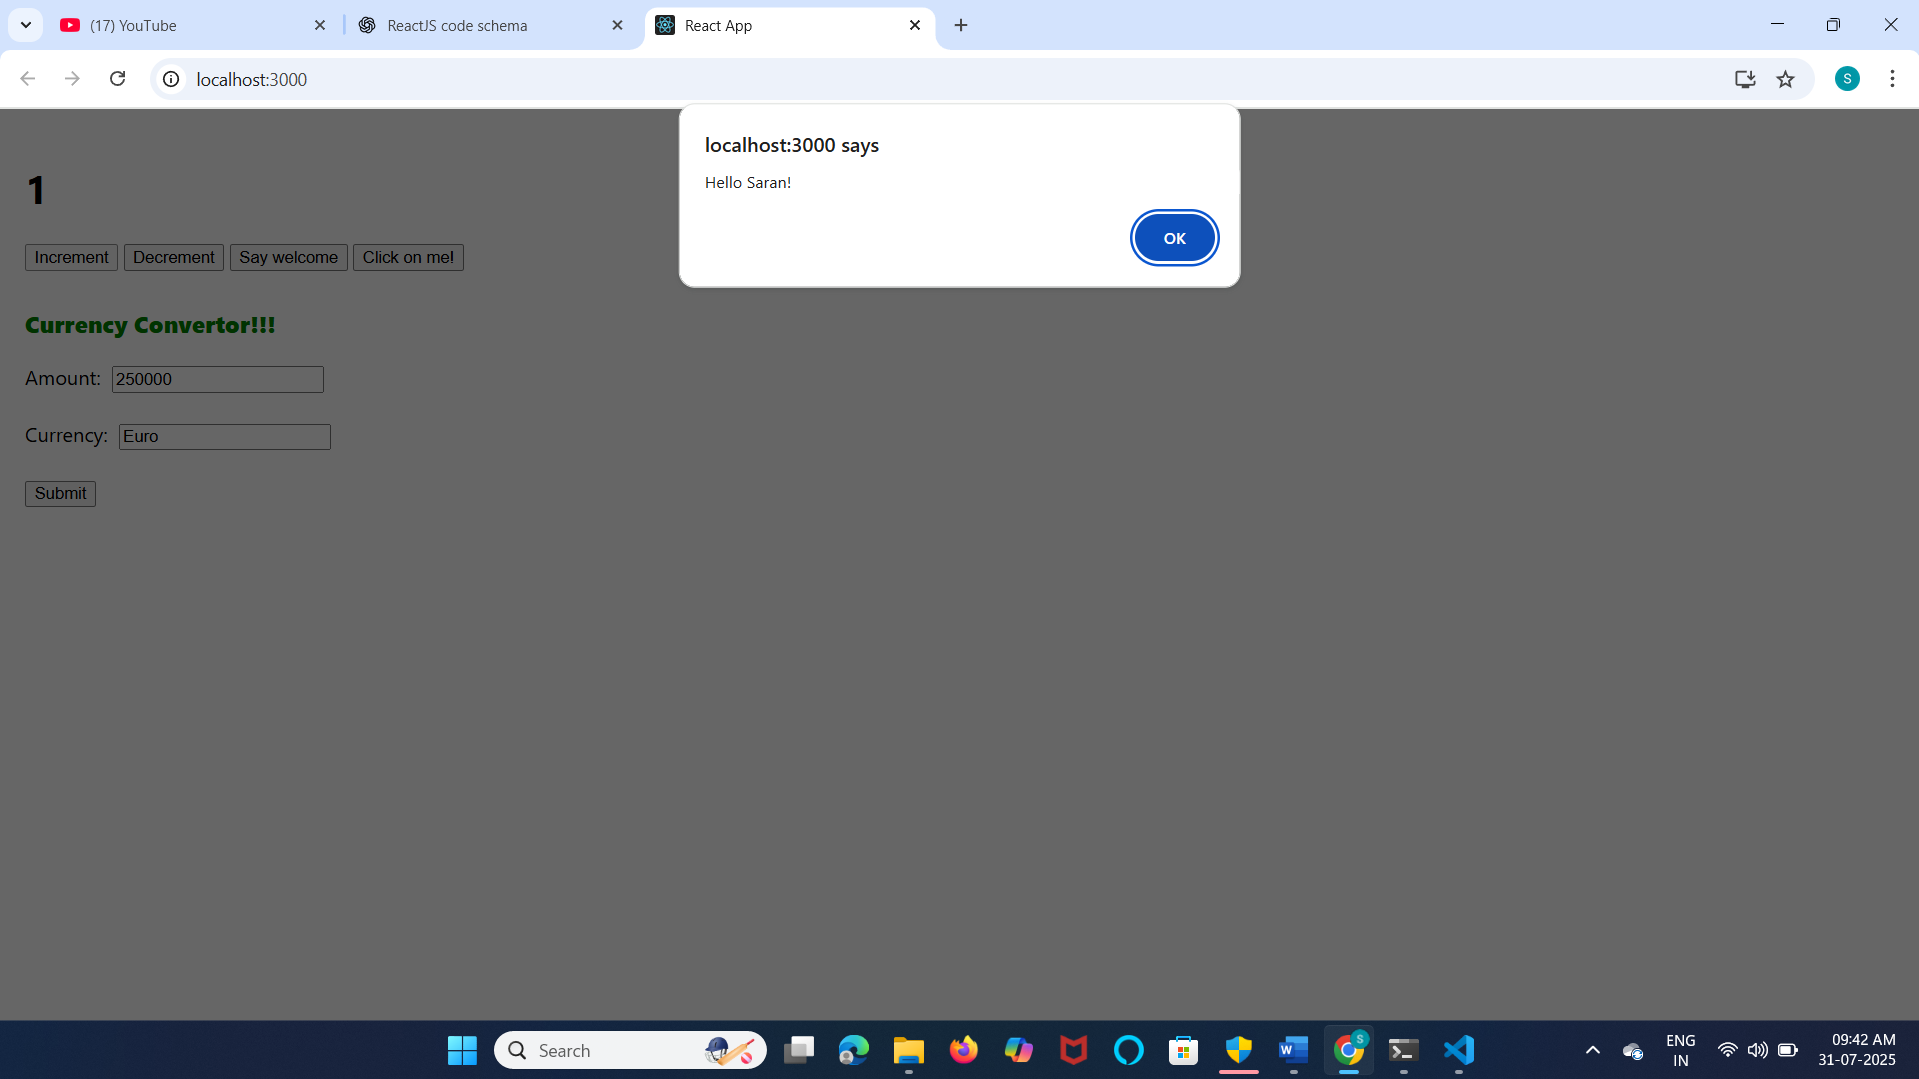 (17) YouTube
ReactJS code schema
React App
localhost:3000
S
localhost:3000 says
Hello Saran!
OK
1
Increment
Decrement
Say welcome
Click on me!
Currency Convertor!!!
Amount: 250000
Currency: Euro
Submit
Search
W
S
ENG
IN
09:42 AM
31-07-2025